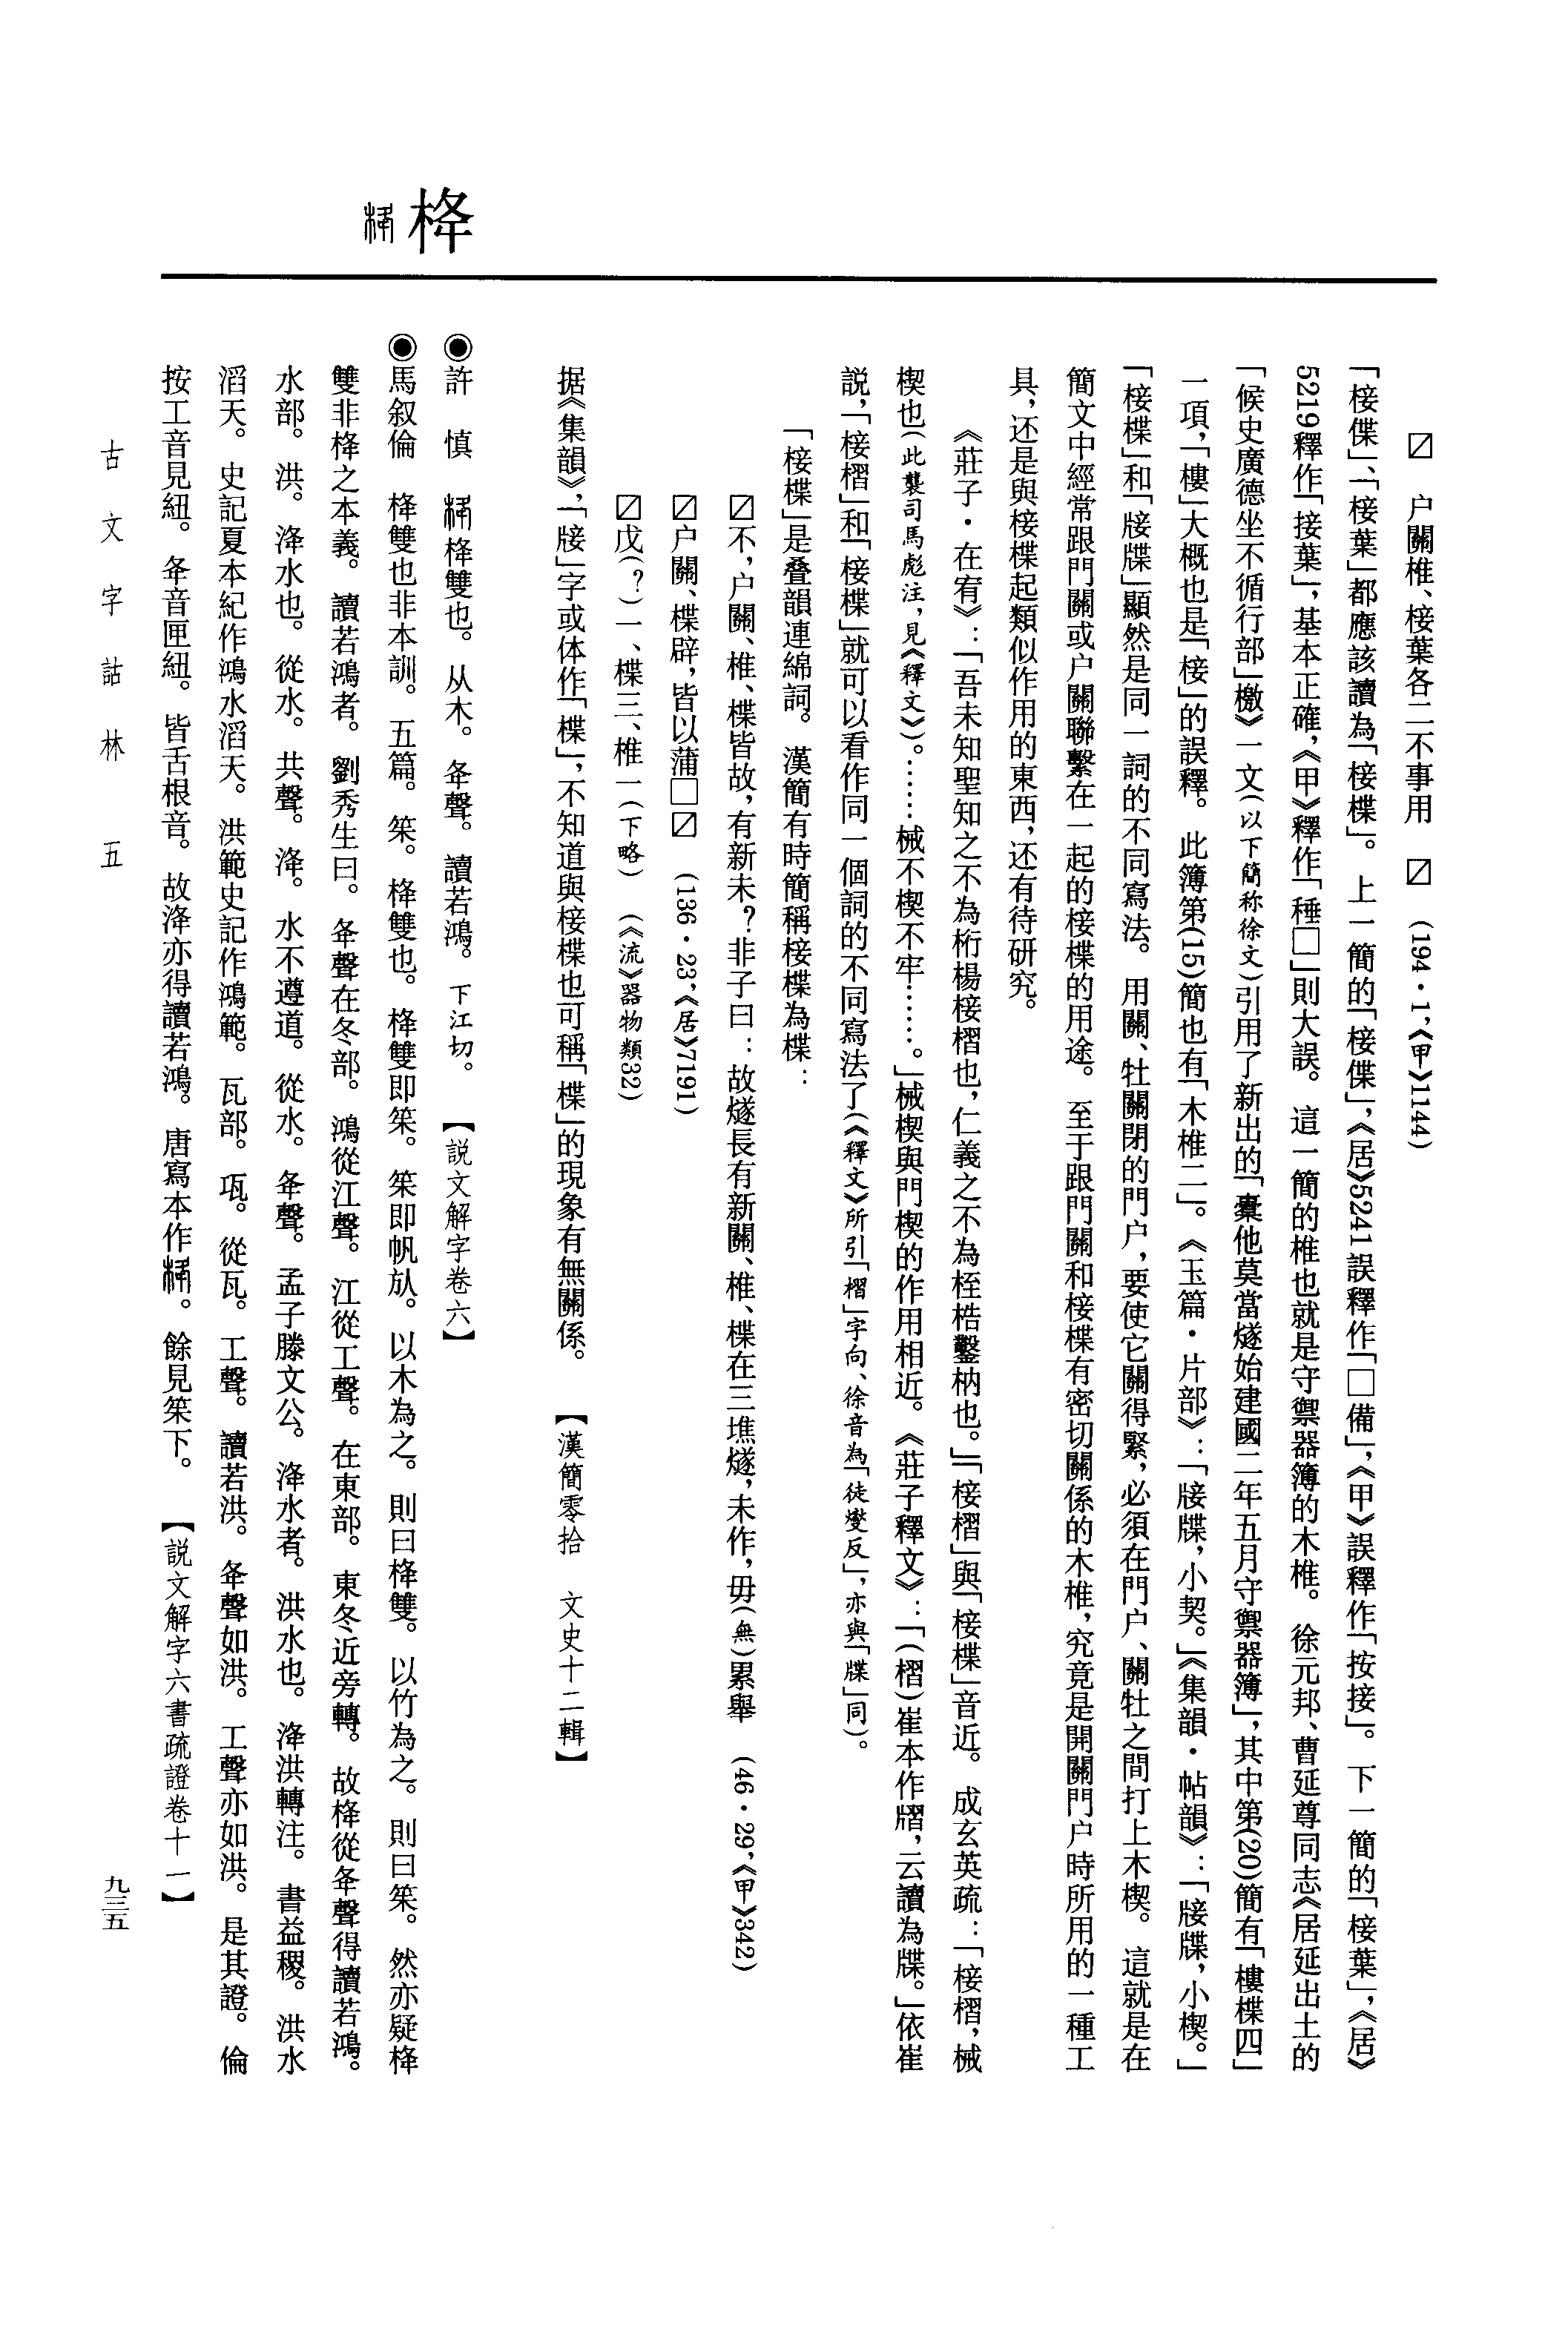 栙
〼　户關椎、椄葉各二不事用　〼　(194·1,《甲》1144)
「椄偞」、「椄葉」都應該讀為「椄楪」。上一簡的「椄偞」,《居》5241誤釋作「□備」,《甲》誤釋作「按接」。下一簡的「椄葉」,《居》
5219釋作「接葉」,基本正確,《甲》釋作「種□」則大誤。這一簡的椎也就是守禦器簿的木椎。徐元邦、曹延尊同志《居延出土的
「候史廣德坐不循行部」檄》一文(以下簡称徐文)引用了新出的「橐他莫當燧始建國二年五月守禦器簿」,其中第(20)簡有「樓楪四」
一項,「樓」大概也是「椄」的誤釋。此簿第(15)簡也有「木椎二」。《玉篇·片部》:「㨗牒,小契。」《集韻·帖韻》:「㨗牒,小楔。」
「椄楪」和「㨗牒」顯然是同一詞的不同寫法。用關、牡關閉的門户,要使它關得緊,必須在門户、關牡之間打上木楔。這就是在
簡文中經常跟門關或户關聯繫在一起的椄楪的用途。至于跟門關和椄楪有密切關係的木椎,究竟是開關門户時所用的一種工
具,还是與椄楪起類似作用的東西,还有待研究。
《莊子·在宥》:「吾未知聖知之不為桁楊椄槢也,仁義之不為桎梏鑿枘也。」「椄槢」與「椄楪」音近。成玄英疏:「椄槢,械
楔也(此襲司馬彪注,見《釋文》)。……械不楔不牢……。」械楔與門楔的作用相近。《莊子釋文》:「(槢)崔本作㿇,云讀為牒。」依崔
説,「椄槢」和「椄楪」就可以看作同一個詞的不同寫法了(《釋文》所引「槢」字向、徐音為「徒燮反」,亦與「牒」同)。
「椄楪」是叠韻連綿詞。漢簡有時簡稱椄楪為楪:
〼不,户關、椎、楪皆故,有新未?非子曰:故燧長有新關、椎、楪在三堠燧,未作,毋(無)累舉　(46·29,《甲》342)
〼户關、楪辟,皆以蒲□〼　(136·23,《居》7191)
〼戊(?)一、楪三、椎一(下略)　(《流》器物類32)
据《集韻》,「㨗」字或体作「楪」,不知道與椄楪也可稱「楪」的現象有無關係。　【漢簡零拾　文史十二輯】
◉許　慎　栙雙也。从木。夅聲。讀若鴻。下江切。　【説文解字卷六】
◉馬叙倫　栙雙也非本訓。五篇。笨。栙雙也。栙雙即笨。笨即帆㫃。以木為之。則曰栙雙。以竹為之。則曰笨。然亦疑栙
雙非栙之本義。讀若鴻者。劉秀生曰。夅聲在冬部。鴻從江聲。江從工聲。在東部。東冬近旁轉。故栙從夅聲得讀若鴻。
水部。洪。洚水也。從水。共聲。洚。水不遵道。從水。夅聲。孟子滕文公。洚水者。洪水也。洚洪轉注。書益稷。洪水
滔天。史記夏本紀作鴻水滔天。洪範史記作鴻範。瓦部。瓨。從瓦。工聲。讀若洪。夅聲如洪。工聲亦如洪。是其證。倫
按工音見紐。夅音匣紐。皆舌根音。故洚亦得讀若鴻。唐寫本作。餘見笨下。　【説文解字六書疏證卷十一】
古文字詁林　五
九三五